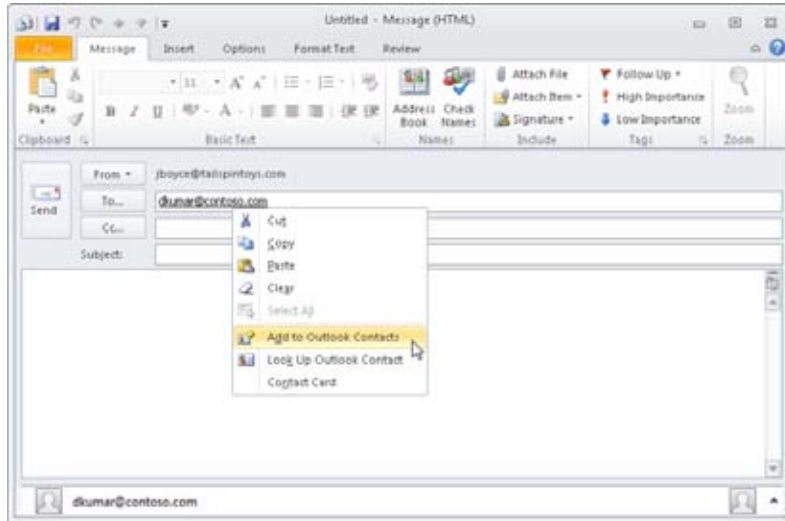 Untitled - Message (HTML)
File Message Insert Options Format Text Review
Paste
B I U
11
A A
A
Address Book
Check Names
Attach File
Attach Item
Signature
Follow Up
High Importance
Low Importance
Zoom
Clipboard Basic Text Names Include Tags Zoom
Send
From jboyce@tailspintoys.com
To... dkumar@contoso.com
Cc...
Subject:
Cut
Copy
Paste
Clear
Select All
Add to Outlook Contacts
Look Up Outlook Contact
Contact Card
dkumar@contoso.com